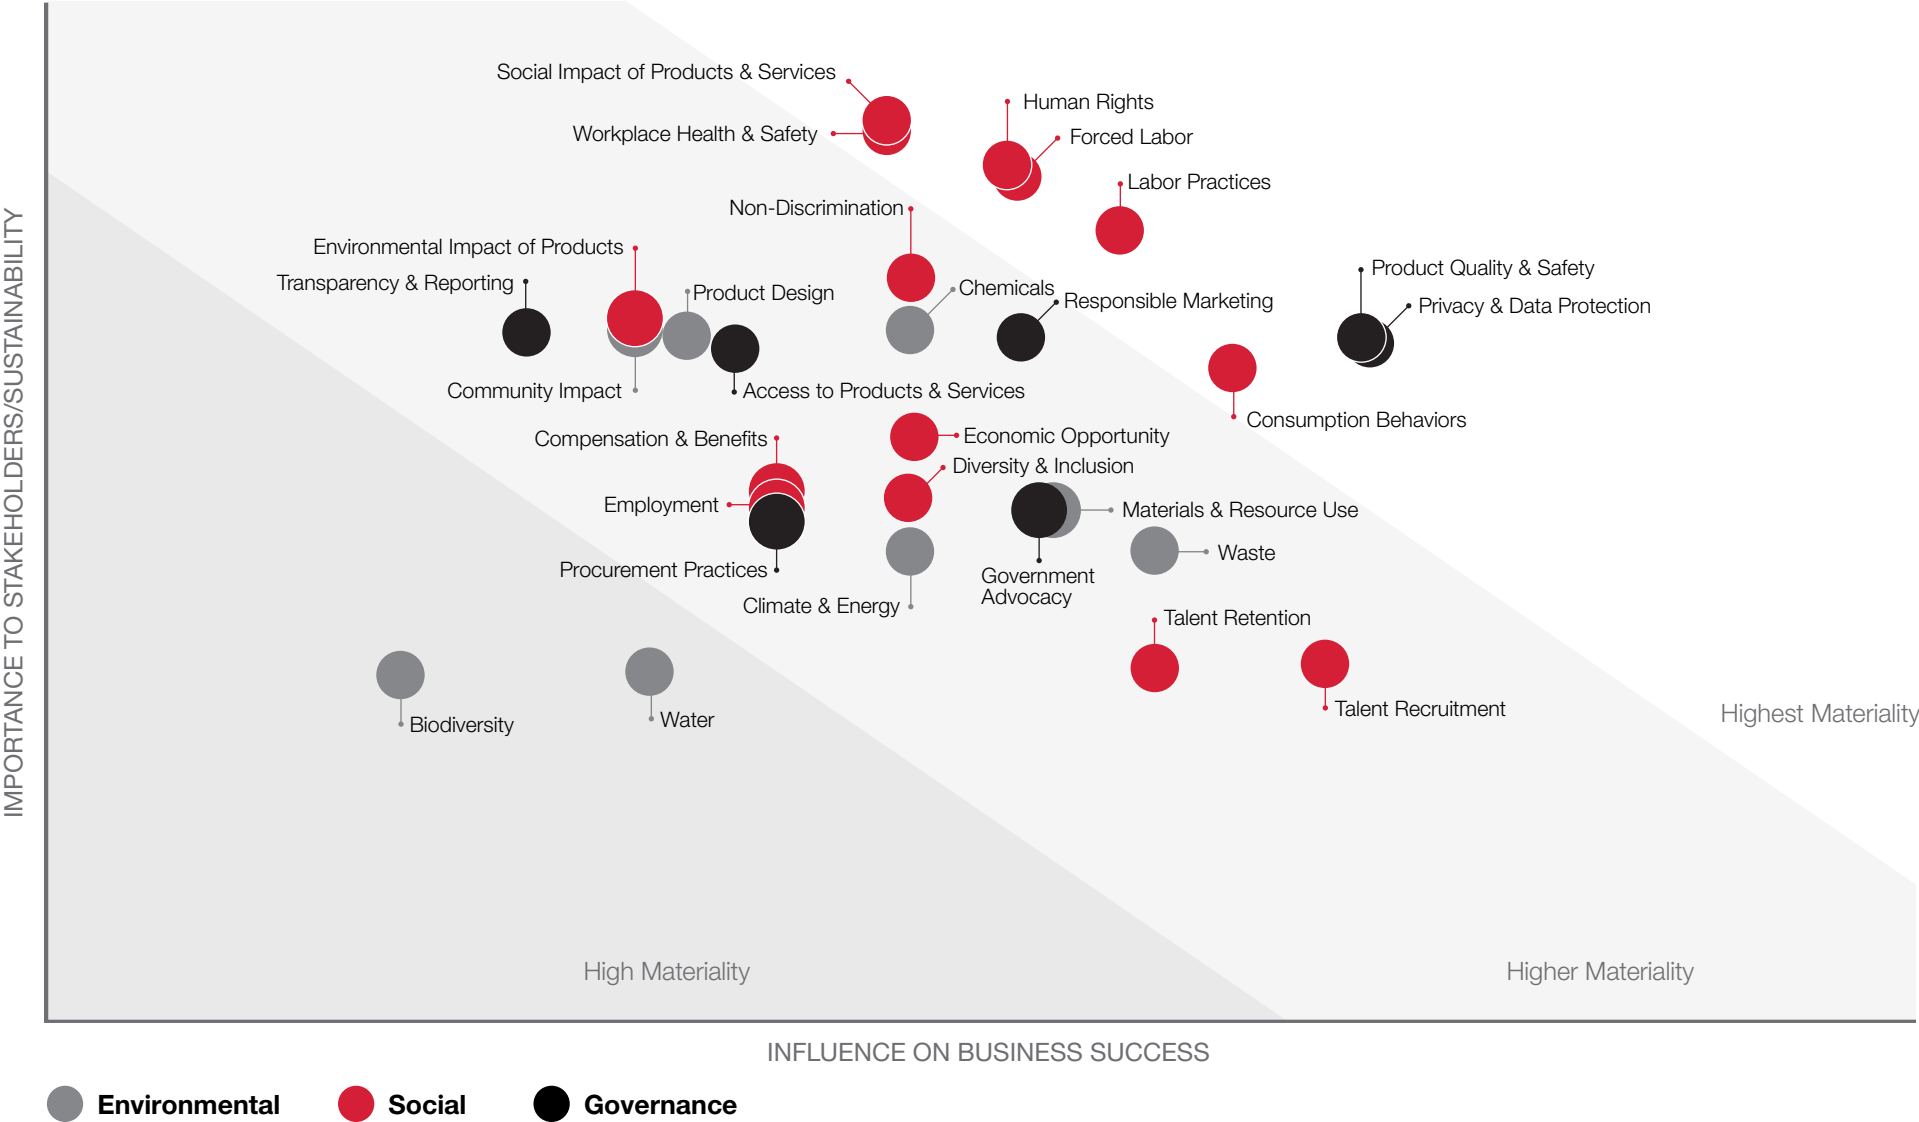 Social Impact of Products & Services
Workplace Health & Safety
Human Rights
Forced Labor
Labor Practices
Non-Discrimination
Environmental Impact of Products
Transparency & Reporting
Product Design
Chemicals
Responsible Marketing
Product Quality & Safety
Privacy & Data Protection
Community Impact
Access to Products & Services
Consumption Behaviors
Compensation & Benefits
Economic Opportunity
Diversity & Inclusion
Employment
Materials & Resource Use
Waste
Procurement Practices
Government
Advocacy
Climate & Energy
Talent Retention
Talent Recruitment
Biodiversity
Water
Highest Materiality
High Materiality
Higher Materiality
IMPORTANCE TO STAKEHOLDERS/SUSTAINABILITY
INFLUENCE ON BUSINESS SUCCESS
Environmental
Social
Governance